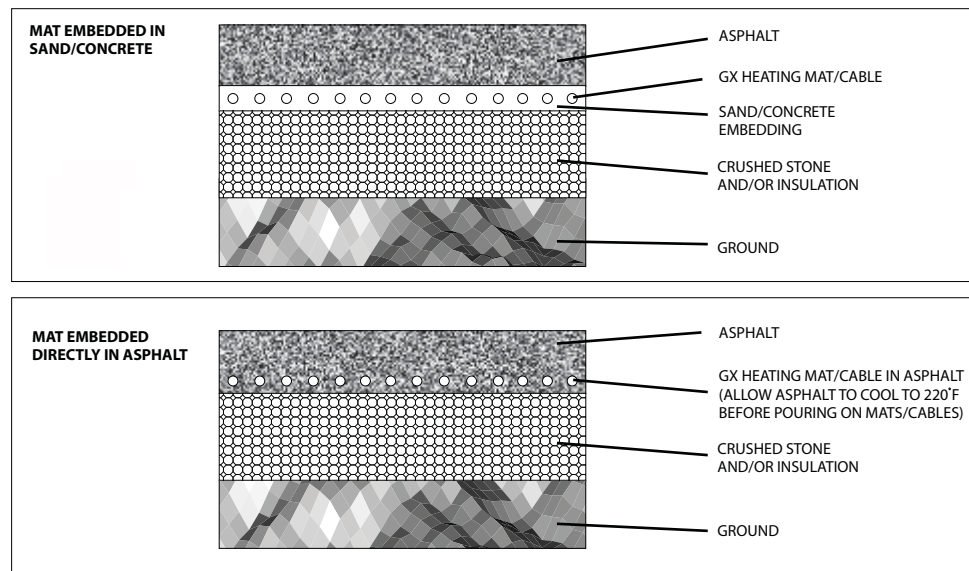 MAT EMBEDDED IN
SAND/CONCRETE
ASPHALT
GX HEATING MAT/CABLE
SAND/CONCRETE
EMBEDDING
CRUSHED STONE
AND/OR INSULATION
GROUND
MAT EMBEDDED
DIRECTLY IN ASPHALT
ASPHALT
GX HEATING MAT/CABLE IN ASPHALT
(ALLOW ASPHALT TO COOL TO 220˚F
BEFORE POURING ON MATS/CABLES)
CRUSHED STONE
AND/OR INSULATION
GROUND